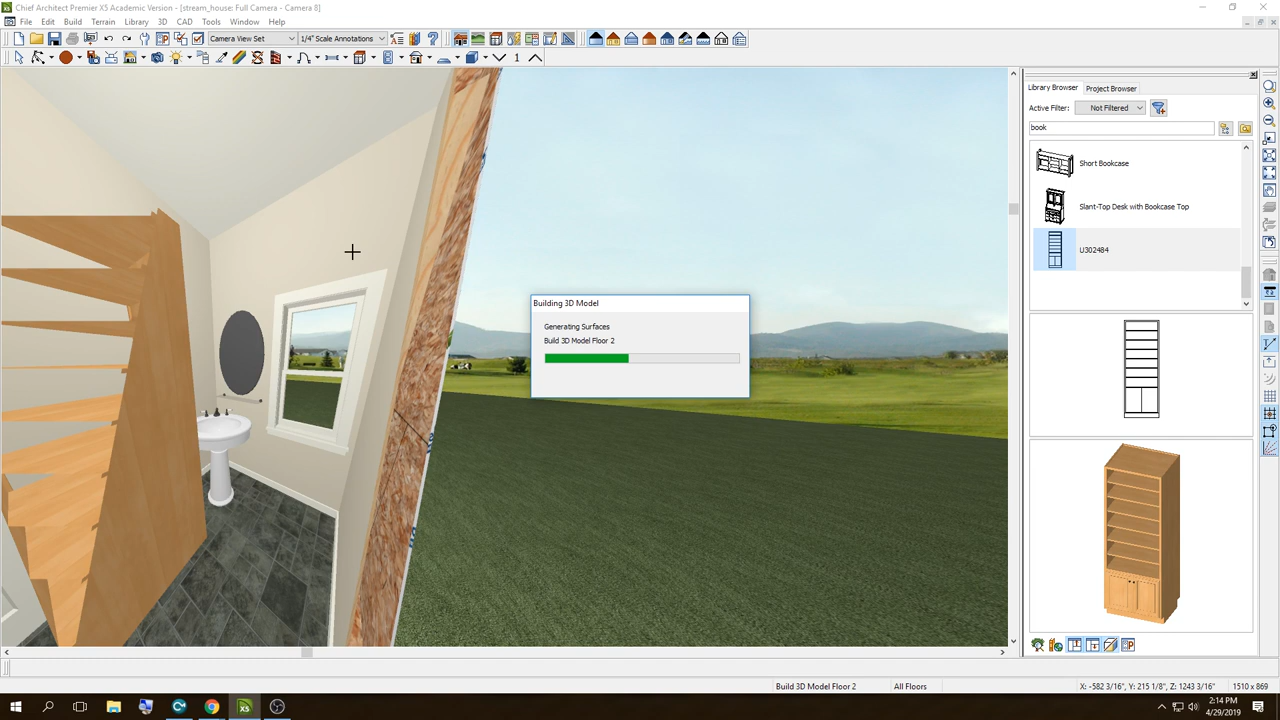 Chief Architect Premier X5 Academic Version - [stream_house: Full Camera - Camera 8]
File Edit Build Terrain Library 3D CAD Tools Window Help
Camera View Set 1/4" Scale Annotations
1
Building 3D Model
Generating Surfaces
Build 3D Model Floor 2
Library Browser Project Browser
Active Filter: Not Filtered
book
Short Bookcase
Slant-Top Desk with Bookcase Top
U302484
Build 3D Model Floor 2 All Floors X: -582 3/16", Y: 215 1/8", Z: 1243 3/16" 1510 x 869
2:14 PM
4/29/2019